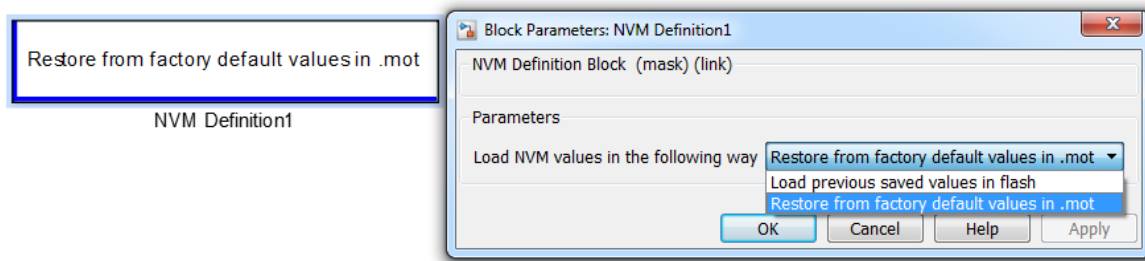 Restore from factory default values in .mot
NVM Definition1
Block Parameters: NVM Definition1
NVM Definition Block (mask) (link)
Parameters
Load NVM values in the following way Restore from factory default values in .mot
Load previous saved values in flash
Restore from factory default values in .mot
OK Cancel Help Apply